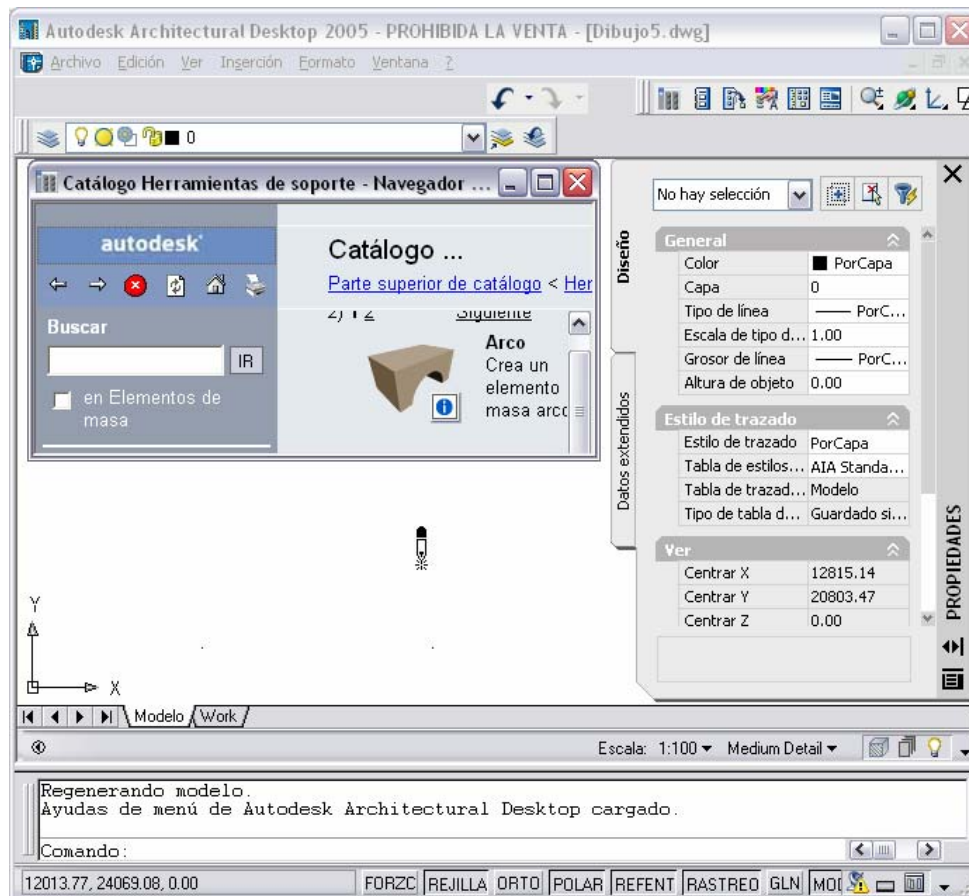 Autodesk Architectural Desktop 2005 - PROHIBIDA LA VENTA - [Dibujo5.dwg]
Archivo Edición Ver Inserción Formato Ventana ?
0
Catálogo Herramientas de soporte - Navegador ...
autodesk
Buscar
IR
en Elementos de
masa
Catálogo ...
Parte superior de catálogo < Her
Siguiente
Arco
Crea un
elemento
masa arco
Diseño
Datos extendidos
No hay selección
General
Color PorCapa
Capa 0
Tipo de línea PorC...
Escala de tipo d... 1.00
Grosor de línea PorC...
Altura de objeto 0.00
Estilo de trazado
Estilo de trazado PorCapa
Tabla de estilos... AIA Standa...
Tabla de trazad... Modelo
Tipo de tabla d... Guardado si...
Ver
Centrar X 12815.14
Centrar Y 20803.47
Centrar Z 0.00
PROPIEDADES
Y
X
Modelo Work
Escala: 1:100 Medium Detail
Regenerando modelo.
Ayudas de menú de Autodesk Architectural Desktop cargado.
Comando:
12013.77, 24069.08, 0.00 FORZC REJILLA ORTO POLAR REFENT RASTREO GLN MO